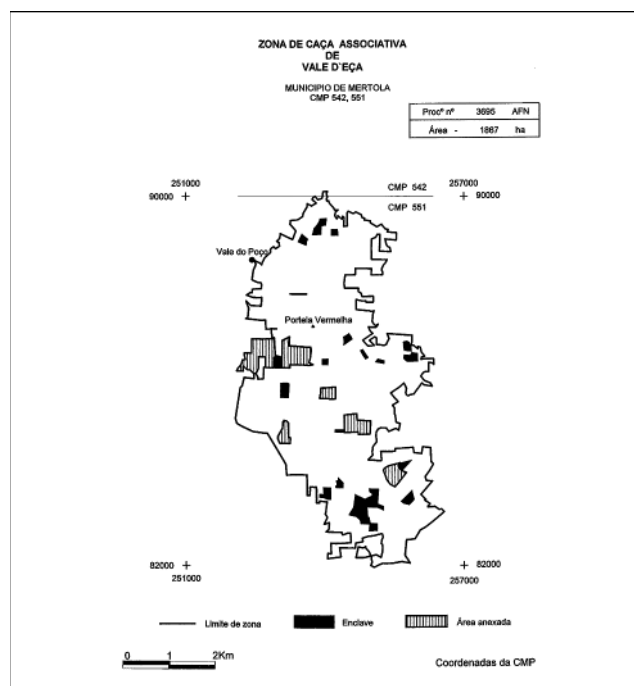 ZONA DE CAÇA ASSOCIATIVA
DE
VALE D`EÇA
MUNICIPIO DE MERTOLA
CMP 542, 551
Procº nº 3695 AFN
Área - 1867 ha
251000
257000
90000
CMP 542
90000
CMP 551
Vale do Poço
Portela Vermelha
82000
82000
251000
257000
Limite de zona
Enclave
Área anexada
0 1 2Km
Coordenadas da CMP